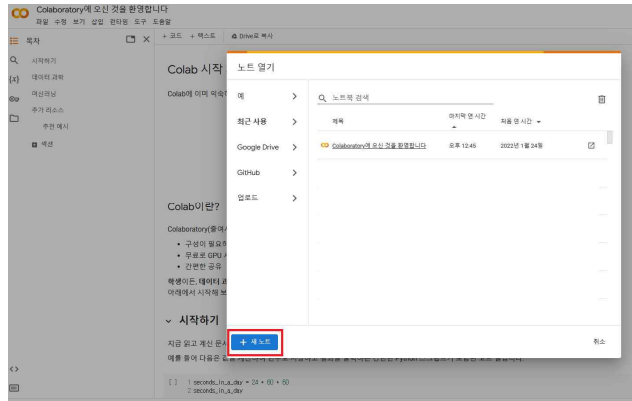 Colaboratory에 오신 것을 환영합니다
파일 수정 보기 삽입 런타임 도구 도움말
목차
+ 코드 + 텍스트 Drive로 복사
시작하기
데이터 과학
머신러닝
추가 리소스
추천 예시
섹션
Colab 시작
Colab에 이미 익숙
노트 열기
예
최근 사용
Google Drive
GitHub
업로드
노트북 검색
제목
마지막 연 시간
처음 연 시간
Colaboratory에 오신 것을 환영합니다
오후 12:45
2022년 1월 24일
+ 새 노트
취소
Colab이란?
Colaboratory(줄여서
구성이 필요하
무료로 GPU
간편한 공유
학생이든, 데이터 과
아래에서 시작해 보
시작하기
지금 읽고 계신 문서
예를 들어 다음은 값을
[ ] 1 seconds_in_a_day = 24 * 60 * 60
2 seconds_in_a_day